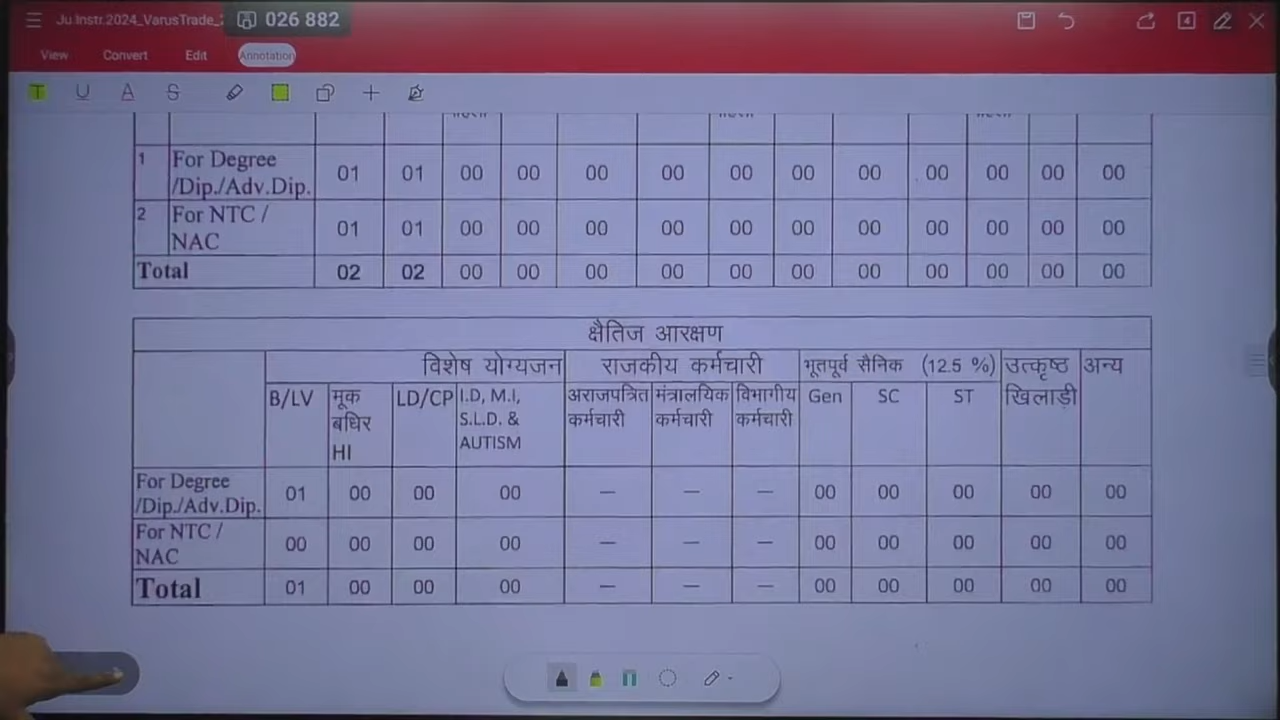 Ju.Instr.2024_VarusTrade_2
026 882
4
View Convert Edit Annotation
T U A S
1 For Degree /Dip./Adv.Dip. 01 01 00 00 00 00 00 00 00 00 00 00 00
2 For NTC / NAC 01 01 00 00 00 00 00 00 00 00 00 00 00
Total 02 02 00 00 00 00 00 00 00 00 00 00 00
क्षैतिज आरक्षण
विशेष योग्यजन राजकीय कर्मचारी भूतपूर्व सैनिक (12.5 %) उत्कृष्ठ खिलाड़ी अन्य
B/LV मूक बधिर HI LD/CP I.D, M.I, S.L.D. & AUTISM अराजपत्रित कर्मचारी मंत्रालयिक कर्मचारी विभागीय कर्मचारी Gen SC ST
For Degree /Dip./Adv.Dip. 01 00 00 00 — — — 00 00 00 00 00
For NTC / NAC 00 00 00 00 — — — 00 00 00 00 00
Total 01 00 00 00 — — — 00 00 00 00 00